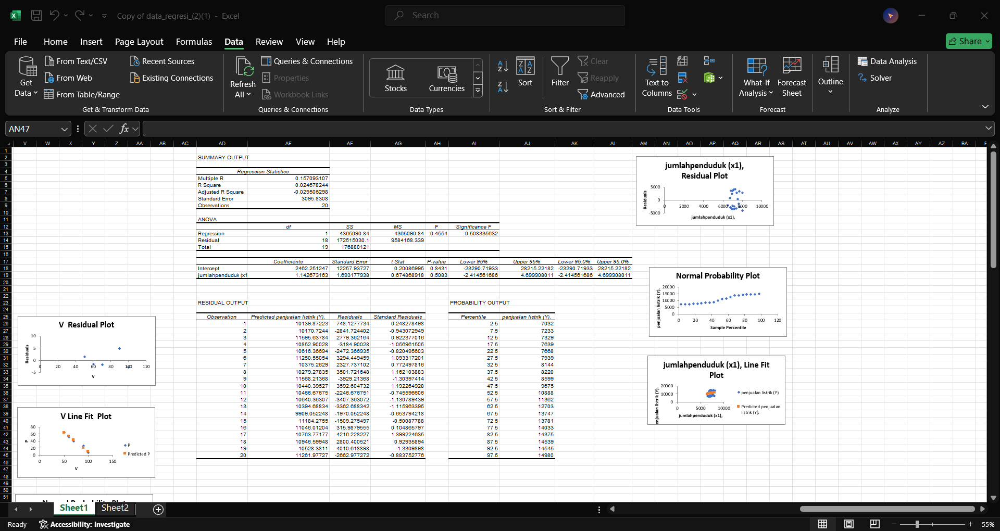 Copy of data_regresi_(2)(1) - Excel
Search
File Home Insert Page Layout Formulas Data Review View Help
Share
Get Data
From Text/CSV
From Web
From Table/Range
Recent Sources
Existing Connections
Get & Transform Data
Refresh All
Queries & Connections
Properties
Workbook Links
Queries & Connections
Stocks
Currencies
Data Types
Sort
Filter
Clear
Reapply
Advanced
Sort & Filter
Text to Columns
Data Tools
What-If Analysis
Forecast Sheet
Forecast
Outline
Data Analysis
Solver
Analyze
AN47
fx
V W X Y Z AA AB AC AD AE AF AG AH AI AJ AK AL AM AN AO AP AQ AR AS AT AU AV AW AX AY AZ BA
SUMMARY OUTPUT
Regression Statistics
Multiple R 0.157093107
R Square 0.024678244
Adjusted R Square -0.029506298
Standard Error 3095.8308
Observations 20
ANOVA
df SS MS F Significance F
Regression 1 4365090.84 4365090.84 0.4554 0.508335632
Residual 18 172515030.1 9584168.339
Total 19 176880121
Coefficients Standard Error t Stat P-value Lower 95% Upper 95% Lower 95.0% Upper 95.0%
Intercept 2462.251247 12257.93727 0.20086995 0.8431 -23290.71933 28215.22182 -23290.71933 28215.22182
jumlahpenduduk (x1 1.142673163 1.693177938 0.674868918 0.5083 -2.414561686 4.699908011 -2.414561686 4.699908011
RESIDUAL OUTPUT PROBABILITY OUTPUT
Observation Predicted penjualan listrik (Y). Residuals Standard Residuals Percentile penjualan listrik (Y).
1 10139.87223 748.1277734 0.248278498 2.5 7032
2 10170.7244 -2841.724402 -0.943072949 7.5 7233
3 11595.63784 2779.362164 0.922377016 12.5 7329
4 10852.90028 -3184.90028 -1.056961505 17.5 7639
5 10616.36694 -2472.366935 -0.820495603 22.5 7668
6 11250.55054 3294.449459 1.093317201 27.5 7939
7 10375.2629 2327.737102 0.772497816 32.5 8144
8 10279.27835 3501.721648 1.162103883 37.5 8220
9 11568.21368 -3929.21368 -1.30397414 42.5 8599
10 10440.39527 3592.604732 1.192264928 47.5 9675
11 10466.67675 -2246.676751 -0.745596606 52.5 10888
12 10640.36307 -3407.363072 -1.130789439 57.5 11362
13 10394.68834 -3362.688342 -1.115963395 62.5 12703
14 9909.052248 -1970.052248 -0.653794218 67.5 13747
15 11184.2755 -1509.275497 -0.50087788 72.5 13781
16 11046.01204 315.9879555 0.104865797 77.5 14033
17 10763.77177 4216.228227 1.399224635 82.5 14375
18 10946.59948 2800.400521 0.92935894 87.5 14539
19 10528.3811 4010.618898 1.3309898 92.5 14545
20 11261.97727 -2662.977272 -0.883752776 97.5 14980
jumlahpenduduk (x1),
Residual Plot
Residuals
5000
0
-5000
0 2000 4000 6000 8000 10000
jumlahpenduduk (x1),
Normal Probability Plot
penjualan listrik (Y).
20000
15000
10000
5000
0
0 20 40 60 80 100 120
Sample Percentile
jumlahpenduduk (x1), Line Fit
Plot
20000
10000
0
0 5000 10000
jumlahpenduduk (x1),
penjualan listrik (Y).
Predicted penjualan
listrik (Y).
V Residual Plot
Residuals
10
5
0
-5
0 20 40 60 80 100 120
V
V Line Fit Plot
P
80
60
40
20
0
0 50 100 150
V
P
Predicted P
Sheet1 Sheet2
Ready Accessibility: Investigate
55%